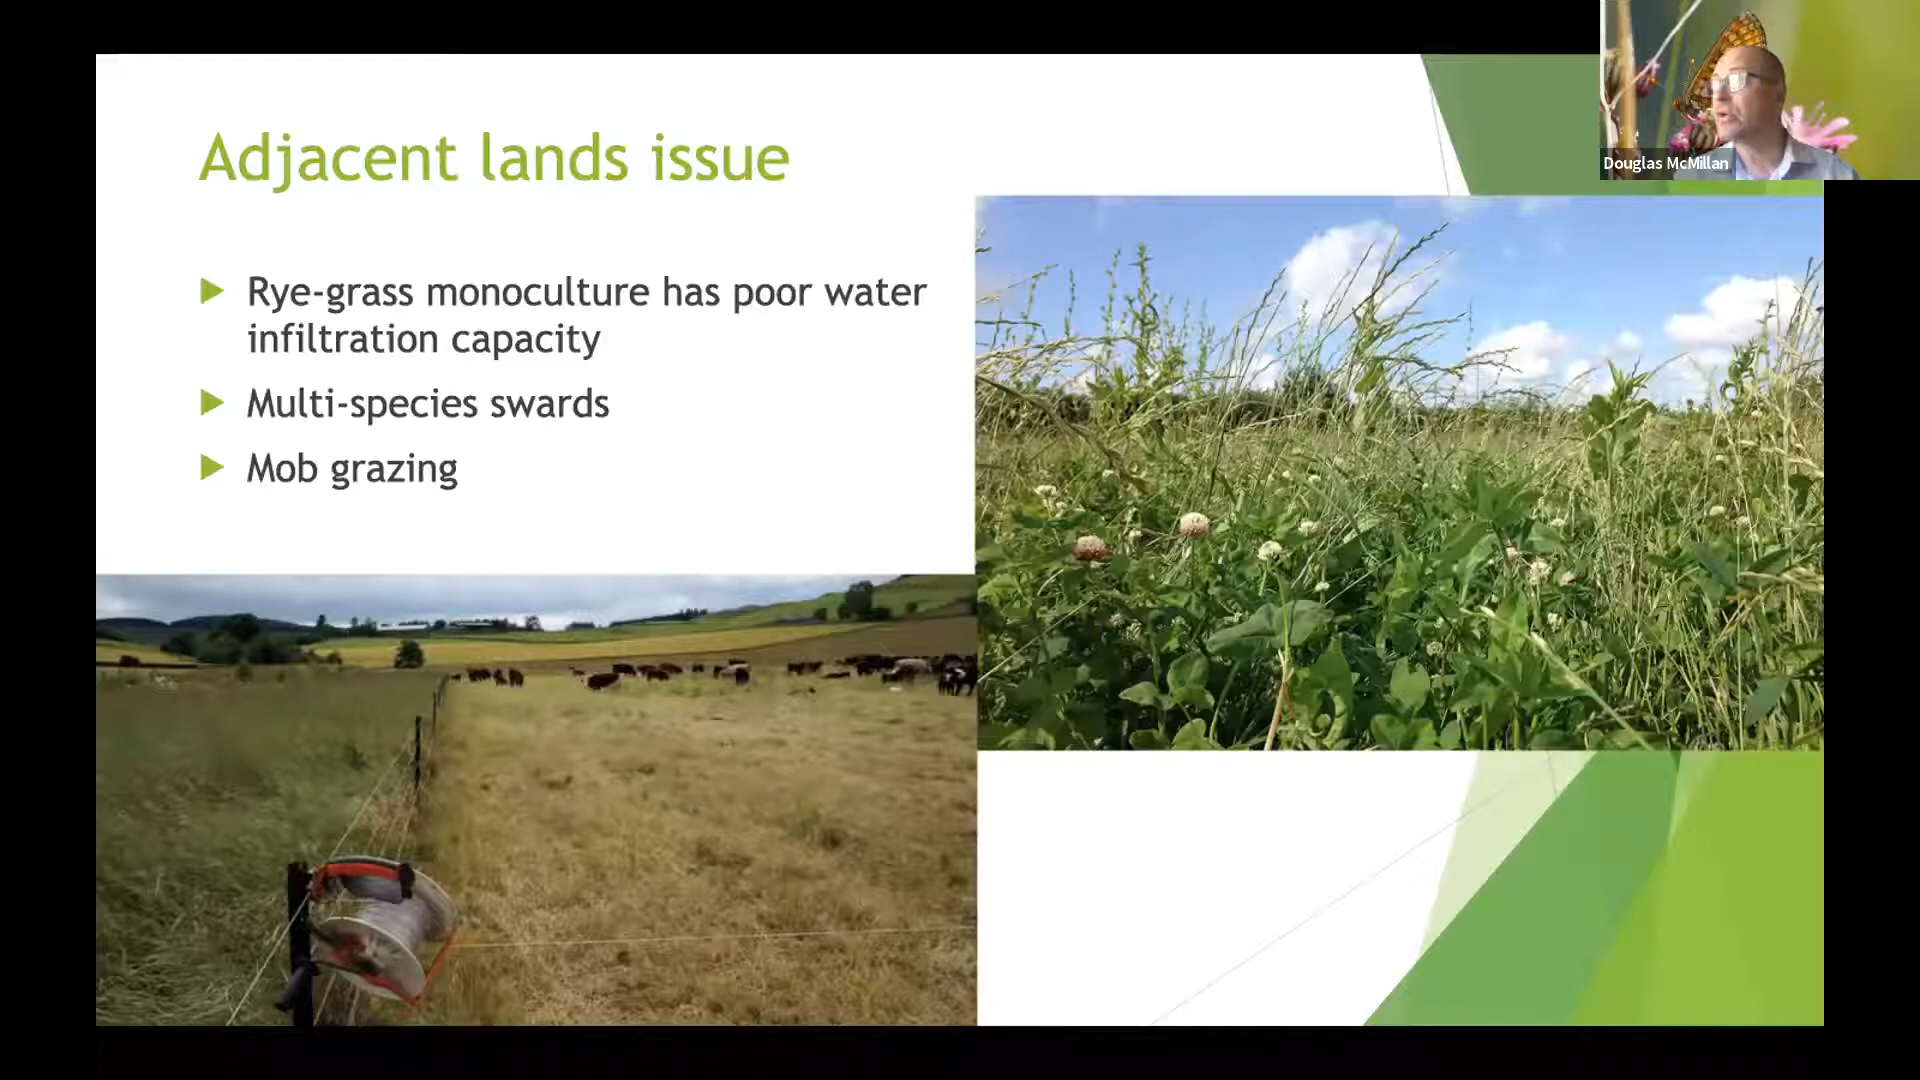 Adjacent lands issue
Rye-grass monoculture has poor water
infiltration capacity
Multi-species swards
Mob grazing
Douglas McMillan